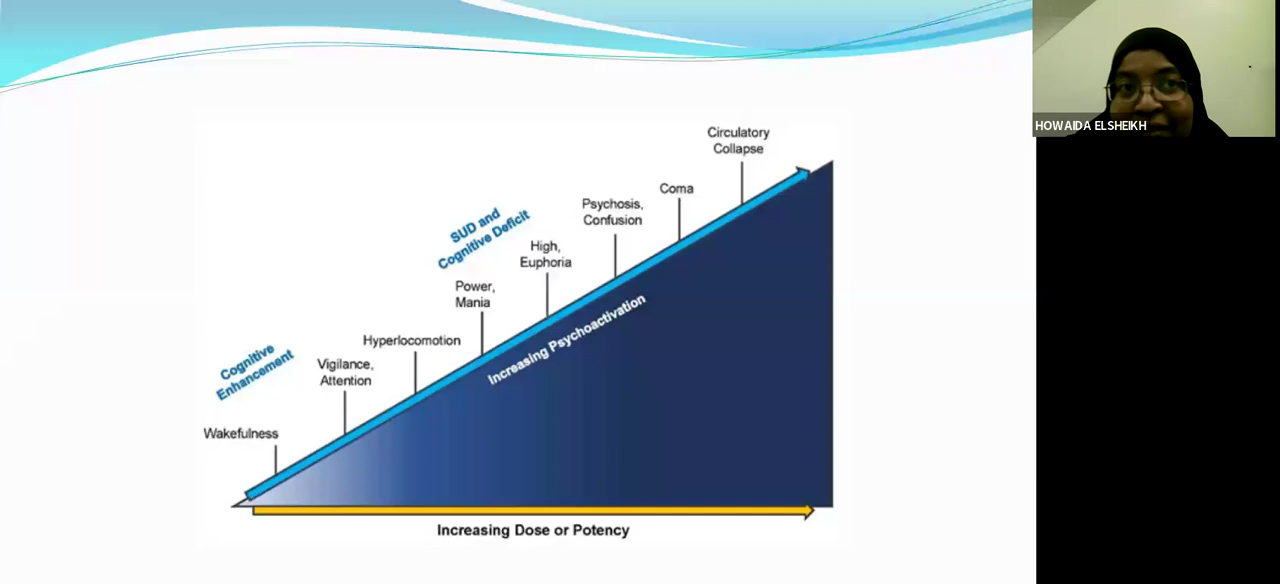 HOWAIDA ELSHEIKH
Circulatory
Collapse
Coma
Psychosis,
Confusion
SUD and
Cognitive Deficit
High,
Euphoria
Power,
Mania
Increasing Psychoactivation
Hyperlocomotion
Cognitive
Enhancement
Vigilance,
Attention
Wakefulness
Increasing Dose or Potency